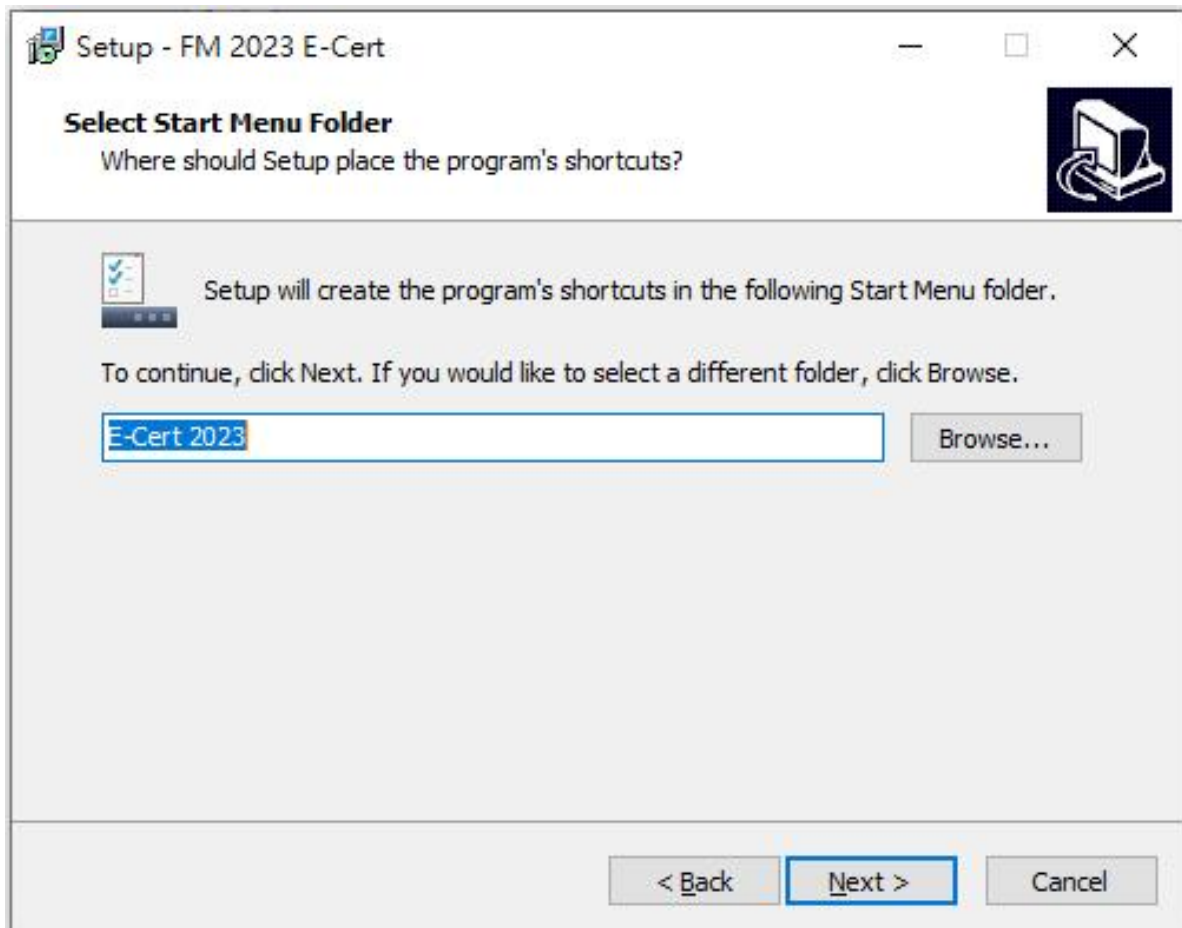 Setup - FM 2023 E-Cert
Select Start Menu Folder
Where should Setup place the program's shortcuts?
Setup will create the program's shortcuts in the following Start Menu folder.
To continue, click Next. If you would like to select a different folder, click Browse.
E-Cert 2023
Browse...
< Back
Next >
Cancel